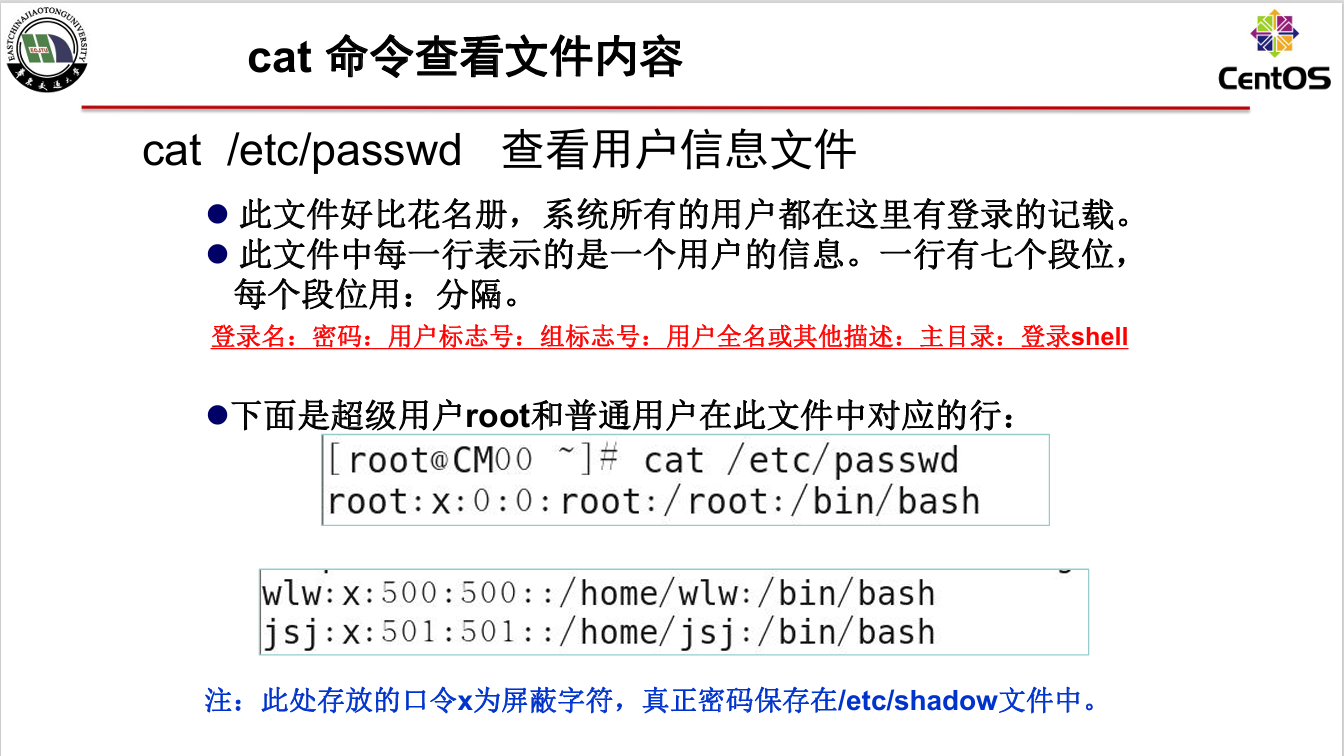 EASTCHINAJIAOTONGUNIVERSITY
ECJTU
華東交通大学
cat 命令查看文件内容
CentOS
cat /etc/passwd 查看用户信息文件
此文件好比花名册，系统所有的用户都在这里有登录的记载。
此文件中每一行表示的是一个用户的信息。一行有七个段位，
每个段位用：分隔。
登录名：密码：用户标志号：组标志号：用户全名或其他描述：主目录：登录shell
下面是超级用户root和普通用户在此文件中对应的行：
[root@CM00 ~]# cat /etc/passwd
root:x:0:0:root:/root:/bin/bash
wlw:x:500:500::/home/wlw:/bin/bash
jsj:x:501:501::/home/jsj:/bin/bash
注：此处存放的口令x为屏蔽字符，真正密码保存在/etc/shadow文件中。